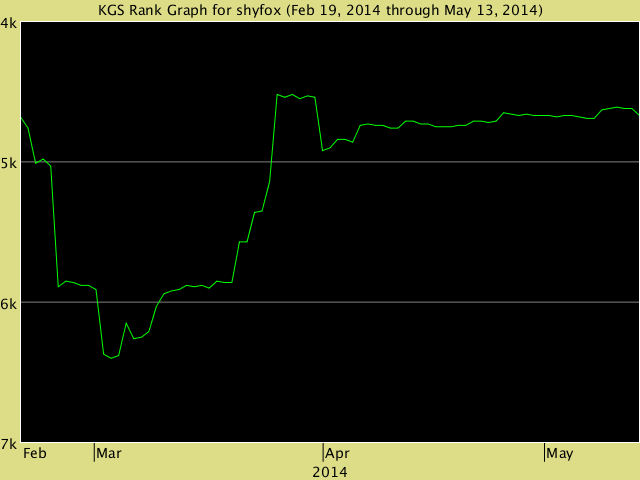 KGS Rank Graph for shyfox (Feb 19, 2014 through May 13, 2014)
4k
5k
6k
7k
Feb Mar Apr May
2014